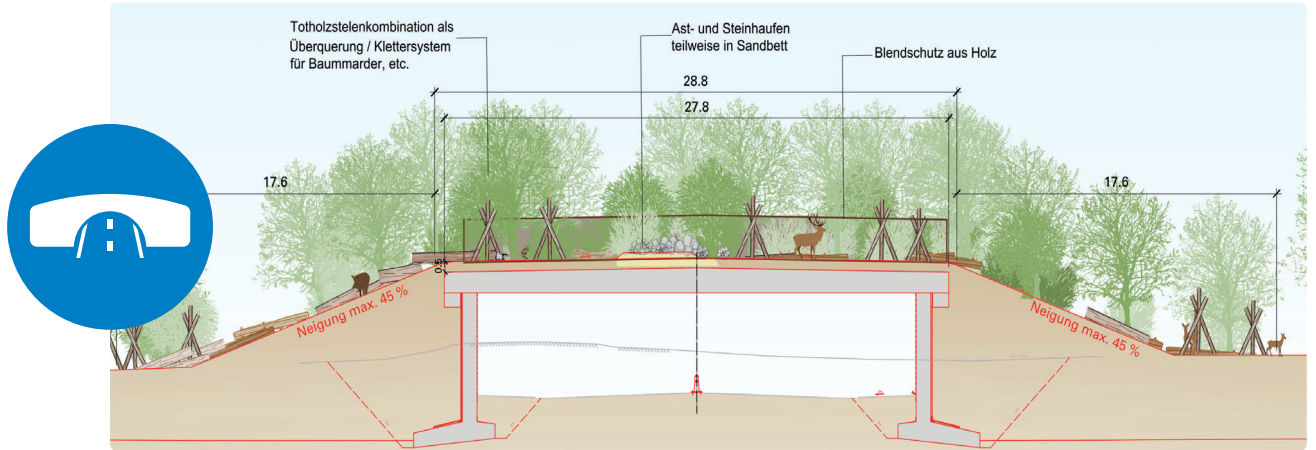 Totholzstelenkombination als
Überquerung / Klettersystem
für Baummarder, etc.
Ast- und Steinhaufen
teilweise in Sandbett
Blendschutz aus Holz
28.8
27.8
17.6
17.6
0.5
Neigung max. 45 %
Neigung max. 45 %